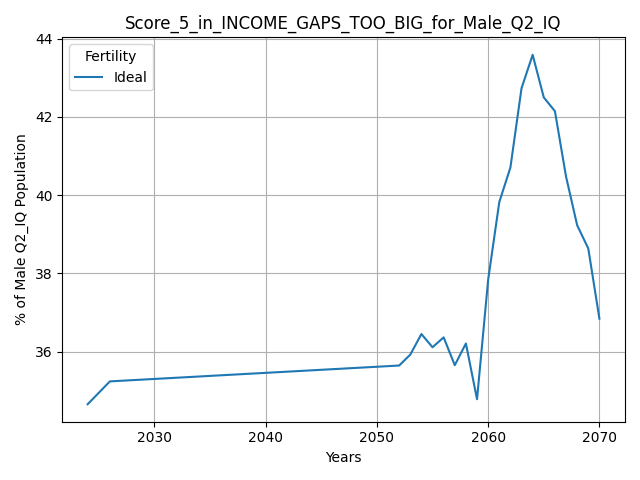 Score_5_in_INCOME_GAPS_TOO_BIG_for_Male_Q2_IQ
Fertility
Ideal
% of Male Q2_IQ Population
44
42
40
38
36
2030
2040
2050
2060
2070
Years